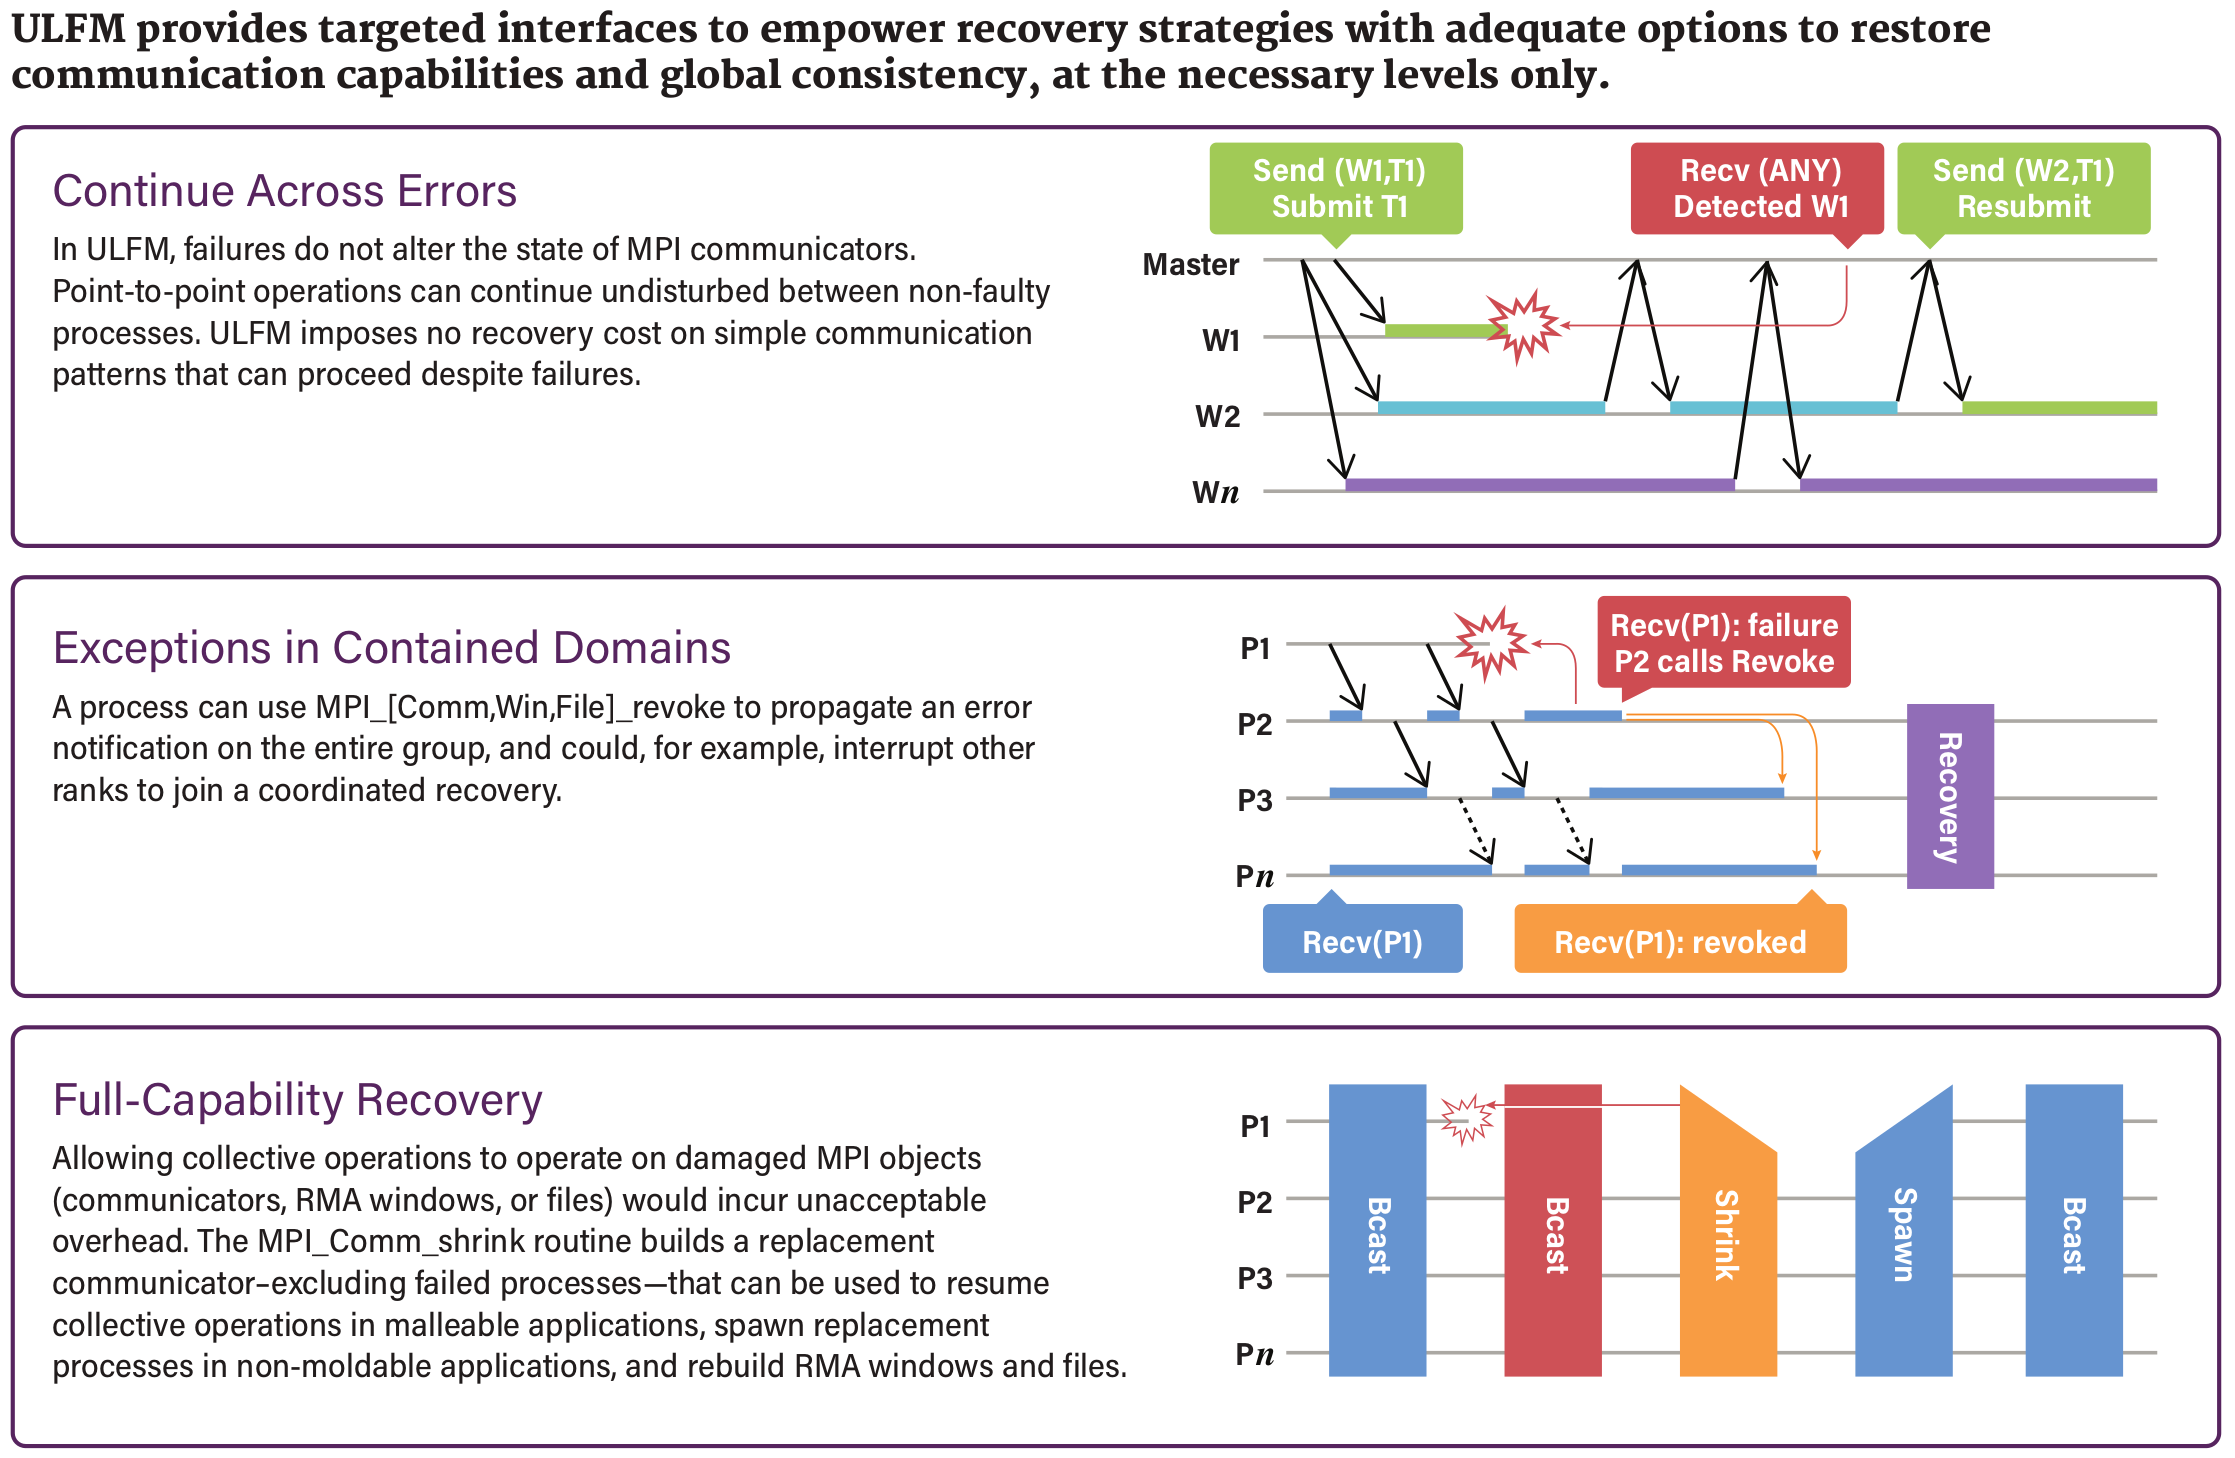 ULFM provides targeted interfaces to empower recovery strategies with adequate options to restore
communication capabilities and global consistency, at the necessary levels only.
Continue Across Errors
In ULFM, failures do not alter the state of MPI communicators.
Point-to-point operations can continue undisturbed between non-faulty
processes. ULFM imposes no recovery cost on simple communication
patterns that can proceed despite failures.
Send (W1,T1)
Submit T1
Recv (ANY)
Detected W1
Send (W2,T1)
Resubmit
Master
W1
W2
Wn
Exceptions in Contained Domains
A process can use MPI_[Comm,Win,File]_revoke to propagate an error
notification on the entire group, and could, for example, interrupt other
ranks to join a coordinated recovery.
Recv(P1): failure
P2 calls Revoke
P1
P2
P3
Pn
Recovery
Recv(P1)
Recv(P1): revoked
Full-Capability Recovery
Allowing collective operations to operate on damaged MPI objects
(communicators, RMA windows, or files) would incur unacceptable
overhead. The MPI_Comm_shrink routine builds a replacement
communicator–excluding failed processes—that can be used to resume
collective operations in malleable applications, spawn replacement
processes in non-moldable applications, and rebuild RMA windows and files.
P1
P2
P3
Pn
Bcast
Bcast
Shrink
Spawn
Bcast